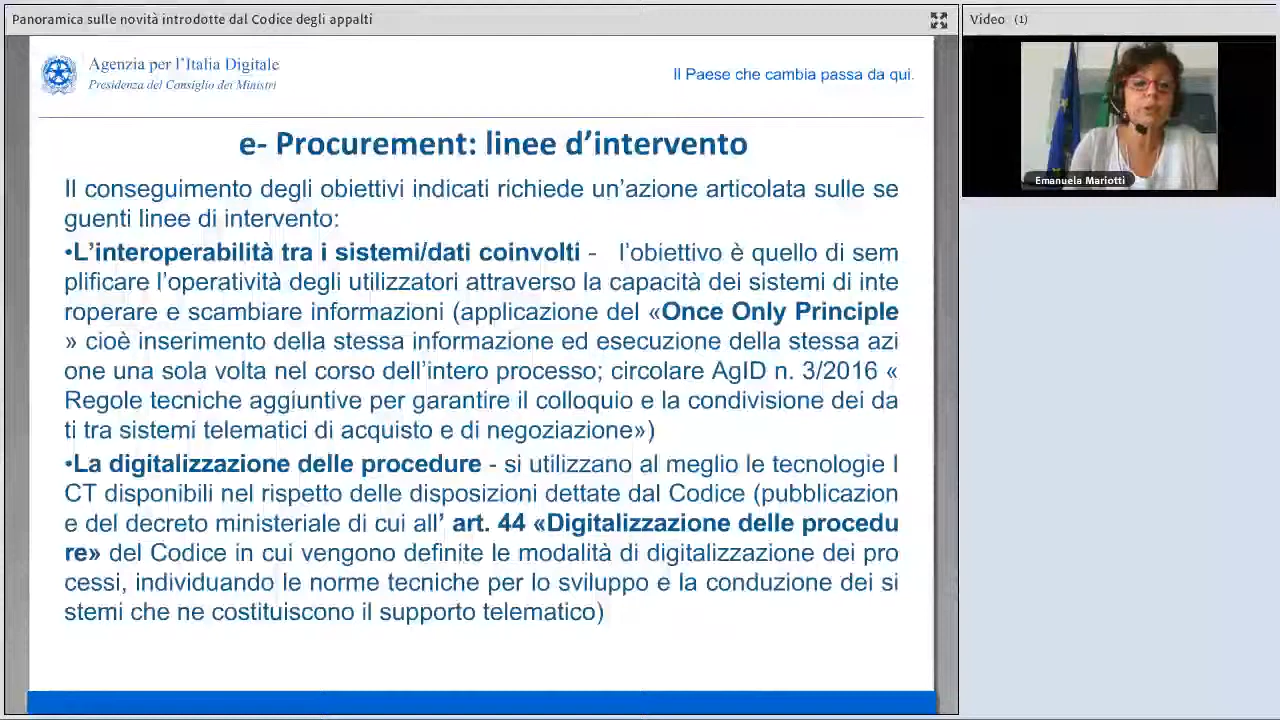 Panoramica sulle novità introdotte dal Codice degli appalti
Video (1)
Agenzia per l'Italia Digitale
Presidenza del Consiglio dei Ministri
Il Paese che cambia passa da qui.
Emanuela Mariotti
e- Procurement: linee d'intervento
Il conseguimento degli obiettivi indicati richiede un'azione articolata sulle se
guenti linee di intervento:
•L'interoperabilità tra i sistemi/dati coinvolti - l'obiettivo è quello di sem
plificare l'operatività degli utilizzatori attraverso la capacità dei sistemi di inte
roperare e scambiare informazioni (applicazione del «Once Only Principle
» cioè inserimento della stessa informazione ed esecuzione della stessa azi
one una sola volta nel corso dell'intero processo; circolare AgID n. 3/2016 «
Regole tecniche aggiuntive per garantire il colloquio e la condivisione dei da
ti tra sistemi telematici di acquisto e di negoziazione»)
•La digitalizzazione delle procedure - si utilizzano al meglio le tecnologie I
CT disponibili nel rispetto delle disposizioni dettate dal Codice (pubblicazion
e del decreto ministeriale di cui all' art. 44 «Digitalizzazione delle procedu
re» del Codice in cui vengono definite le modalità di digitalizzazione dei pro
cessi, individuando le norme tecniche per lo sviluppo e la conduzione dei si
stemi che ne costituiscono il supporto telematico)